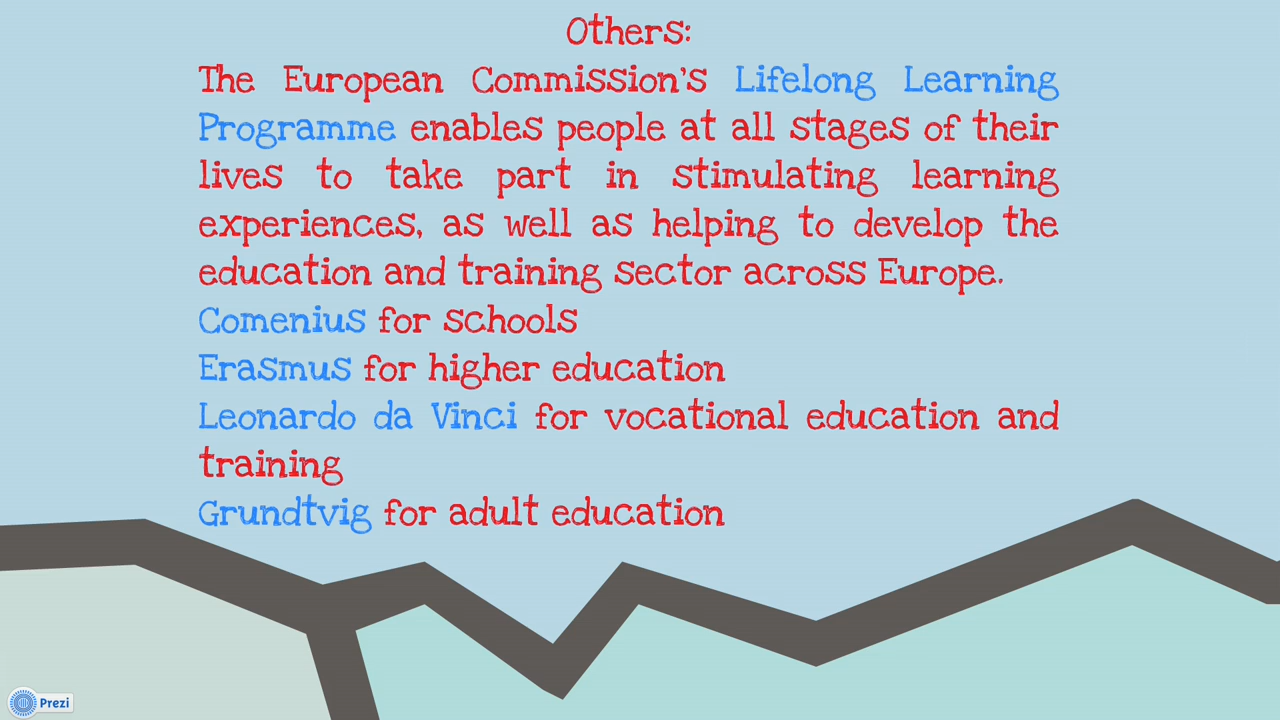 Others:
The European Commission's Lifelong Learning
Programme enables people at all stages of their
lives to take part in stimulating learning
experiences, as well as helping to develop the
education and training sector across Europe.
Comenius for schools
Erasmus for higher education
Leonardo da Vinci for vocational education and
training
Grundtvig for adult education
Prezi